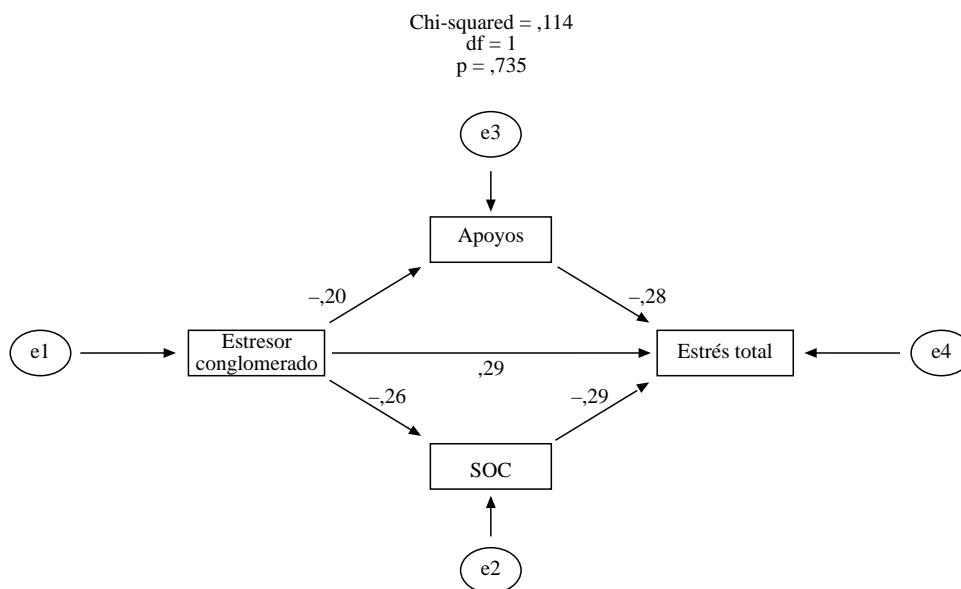 Chi-squared = ,114
df = 1
p = ,735
e3
Apoyos
–,20
–,28
e1
Estresor
conglomerado
,29
Estrés total
e4
–,26
–,29
SOC
e2